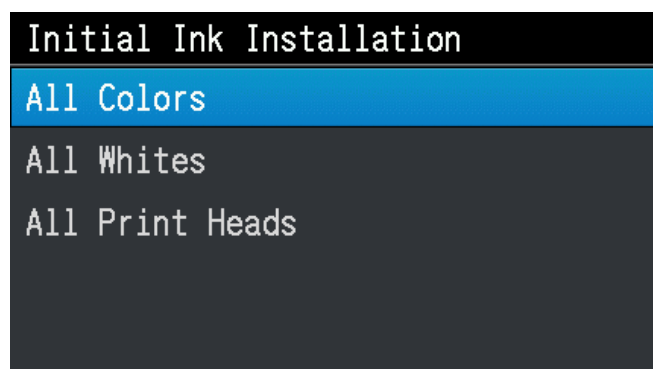 Initial Ink Installation
All Colors
All Whites
All Print Heads